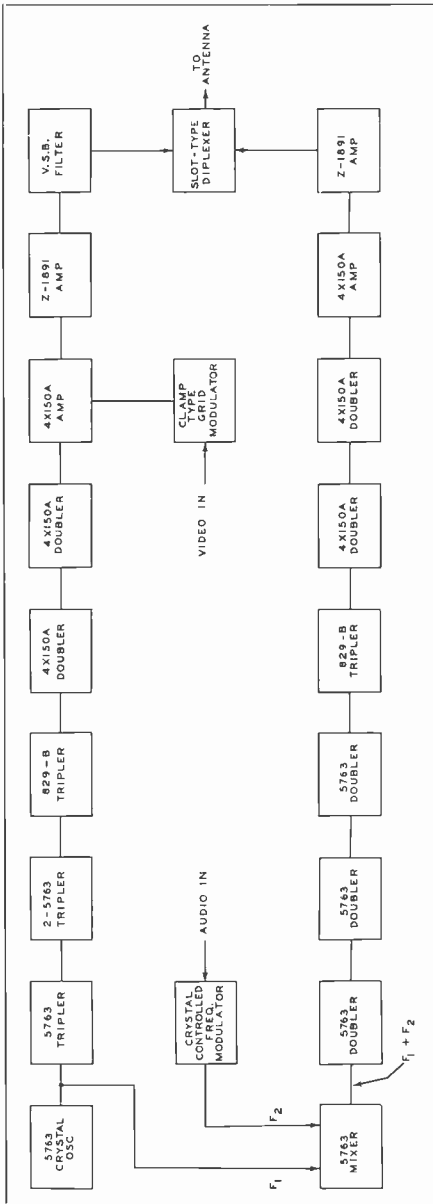 5763
CRYSTAL
OSC
5763
TRIPLER
2-5763
TRIPLER
829-B
TRIPLER
4X150A
DOUBLER
4X150A
DOUBLER
4X150A
AMP
Z-1891
AMP
V.S.B.
FILTER
CRYSTAL
CONTROLLED
FREQ.
MODULATOR
AUDIO IN
VIDEO IN
CLAMP
TYPE
GRID
MODULATOR
SLOT-TYPE
DIPLEXER
TO
ANTENNA
F1
F2
5763
MIXER
F1 + F2
5763
DOUBLER
5763
DOUBLER
5763
DOUBLER
829-B
TRIPLER
4X150A
DOUBLER
4X150A
DOUBLER
4X150A
AMP
Z-1891
AMP